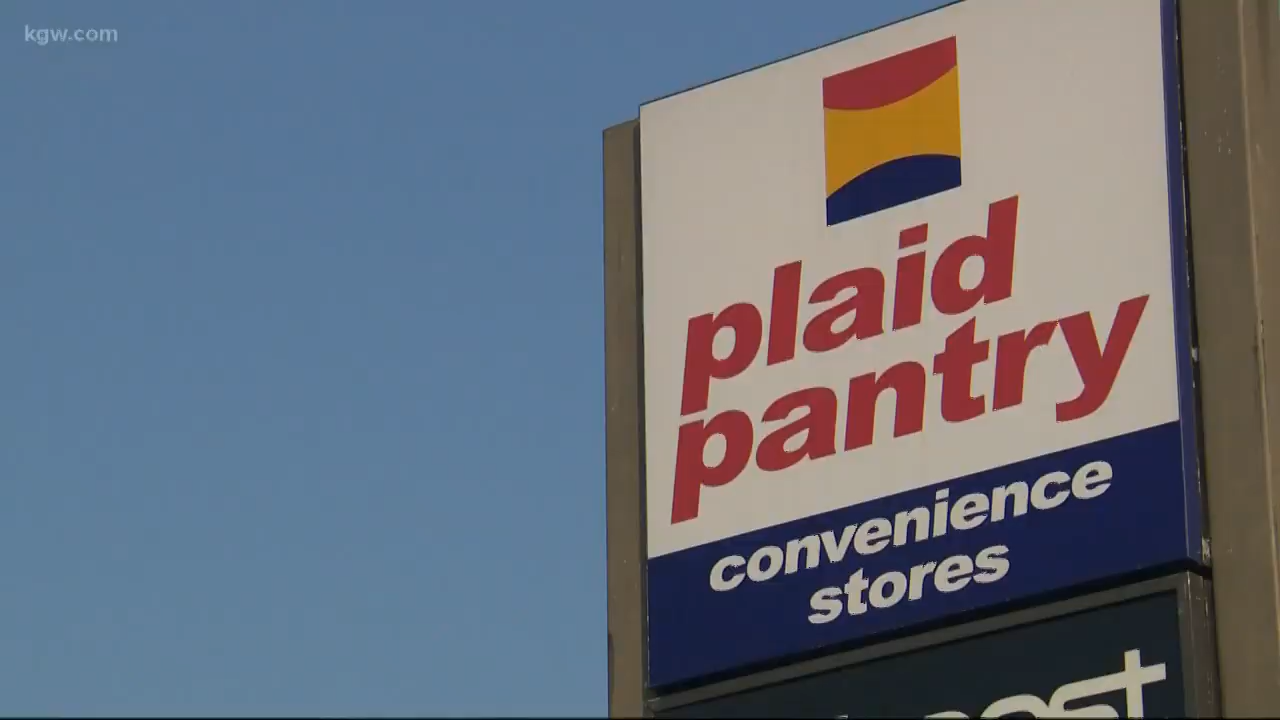 kgw.com
plaid
pantry
convenience
stores